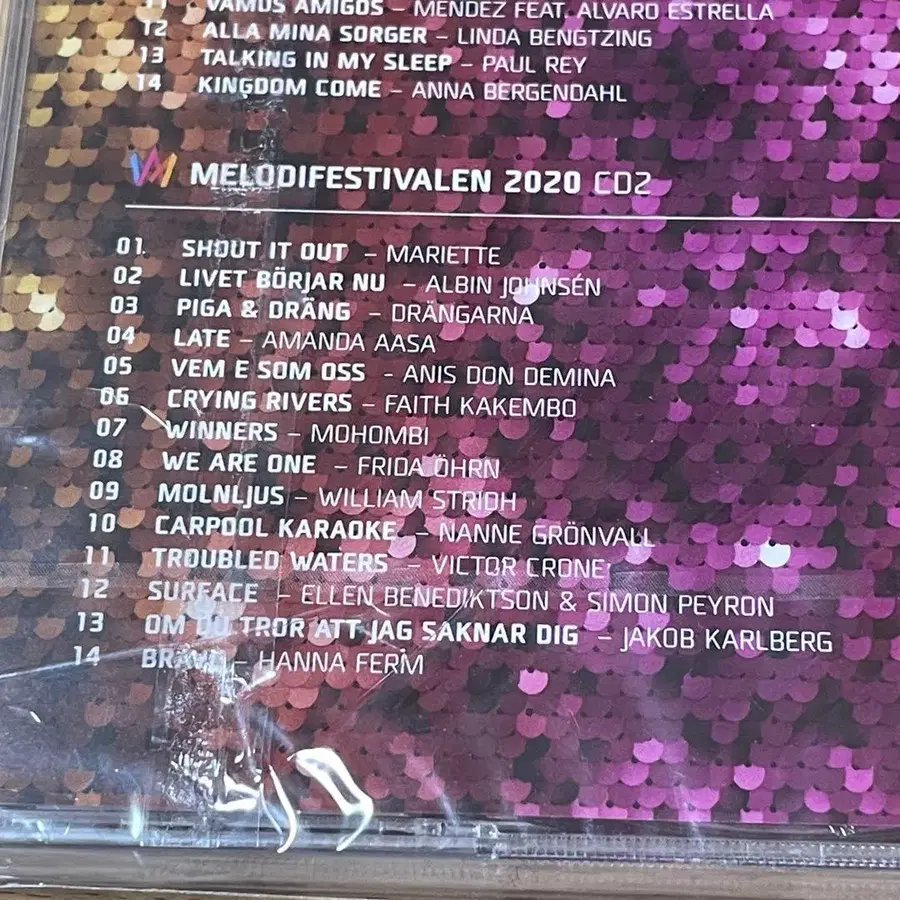 11 VAMOS AMIGOS – MENDEZ FEAT. ALVARO ESTRELLA
12 ALLA MINA SORGER – LINDA BENGTZING
13 TALKING IN MY SLEEP – PAUL REY
14 KINGDOM COME – ANNA BERGENDAHL
MELODIFESTIVALEN 2020 CD2
01. SHOUT IT OUT – MARIETTE
02 LIVET BÖRJAR NU – ALBIN JOHNSÉN
03 PIGA & DRÄNG – DRÄNGARNA
04 LATE – AMANDA AASA
05 VEM E SOM OSS - ANIS DON DEMINA
06 CRYING RIVERS – FAITH KAKEMBO
07 WINNERS – MOHOMBI
08 WE ARE ONE – FRIDA ÖHRN
09 MOLNLJUS – WILLIAM STRIDH
10 CARPOOL KARAOKE – NANNE GRÖNVALL
11 TROUBLED WATERS – VICTOR CRONE
12 SURFACE – ELLEN BENEDIKTSON & SIMON PEYRON
13 OM DU TROR ATT JAG SAKNAR DIG – JAKOB KARLBERG
14 BRAVE – HANNA FERM